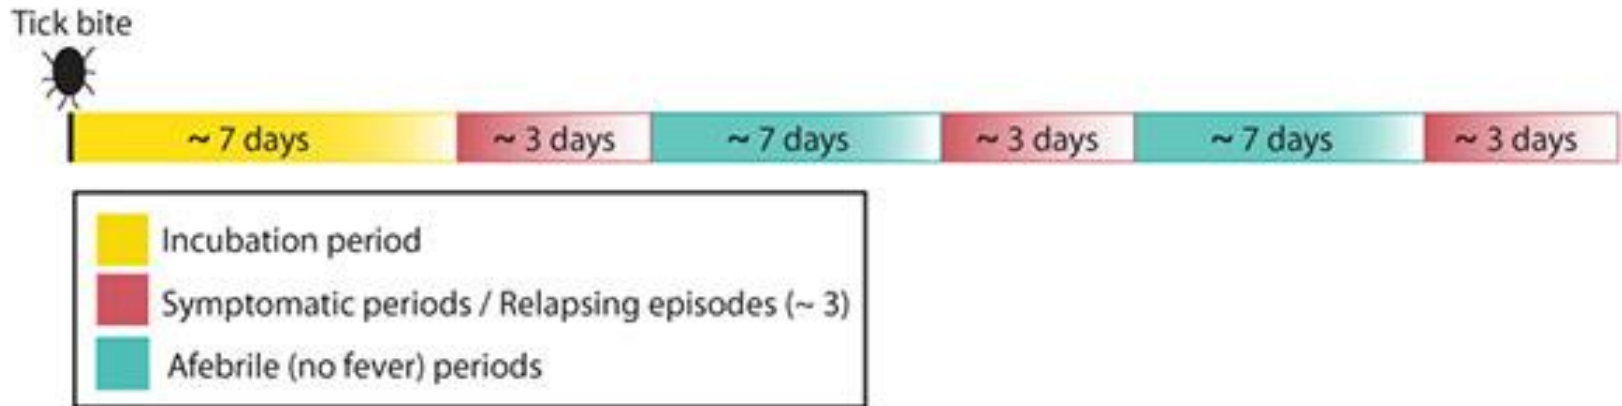 Tick bite
~ 7 days ~ 3 days ~ 7 days ~ 3 days ~ 7 days ~ 3 days
Incubation period
Symptomatic periods / Relapsing episodes (~ 3)
Afebrile (no fever) periods